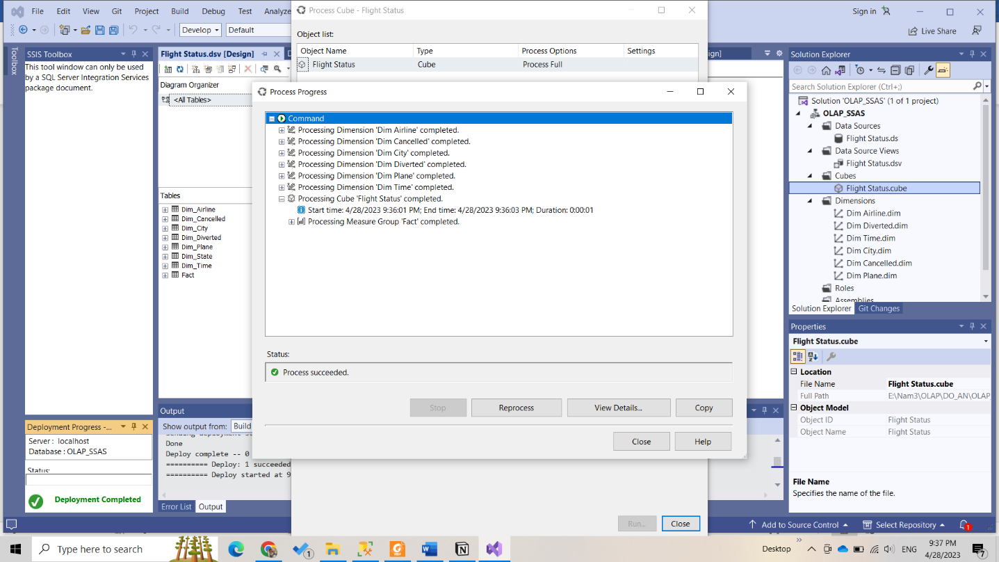 File Edit View Git Project Build Debug Test Analyze
Process Cube - Flight Status
Sign in
Develop Default
Live Share
Toolbox
SSIS Toolbox
This tool window can only be used
by a SQL Server Integration Services
package document.
Flight Status.dsv [Design]
Diagram Organizer
<All Tables>
Tables
Dim_Airline
Dim_Cancelled
Dim_City
Dim_Diverted
Dim_Plane
Dim_State
Dim_Time
Fact
Object list:
Object Name Type Process Options Settings
Flight Status Cube Process Full
Process Progress
Command
Processing Dimension 'Dim Airline' completed.
Processing Dimension 'Dim Cancelled' completed.
Processing Dimension 'Dim City' completed.
Processing Dimension 'Dim Diverted' completed.
Processing Dimension 'Dim Plane' completed.
Processing Dimension 'Dim Time' completed.
Processing Cube 'Flight Status' completed.
Start time: 4/28/2023 9:36:01 PM; End time: 4/28/2023 9:36:03 PM; Duration: 0:00:01
Processing Measure Group 'Fact' completed.
Status:
Process succeeded.
Stop Reprocess View Details... Copy
Close Help
Run... Close
Solution Explorer
Search Solution Explorer (Ctrl+;)
Solution 'OLAP_SSAS' (1 of 1 project)
OLAP_SSAS
Data Sources
Flight Status.ds
Data Source Views
Flight Status.dsv
Cubes
Flight Status.cube
Dimensions
Dim Airline.dim
Dim Diverted.dim
Dim Time.dim
Dim City.dim
Dim Cancelled.dim
Dim Plane.dim
Roles
Assemblies
Solution Explorer Git Changes
Properties
Flight Status.cube
Location
File Name Flight Status.cube
Full Path E:\Nam3\OLAP\DO_AN\OLAP_
Object Model
Object ID Flight Status
Object Name Flight Status
File Name
Specifies the name of the file.
Deployment Progress -...
Server : localhost
Database : OLAP_SSAS
Status:
Deployment Completed
Output
Show output from: Build
Done
Deploy complete -- 0
========== Deploy: 1 succeeded
========== Deploy started at 9
Error List Output
Add to Source Control Select Repository 1
Type here to search
1
Desktop ENG
9:37 PM
4/28/2023
7